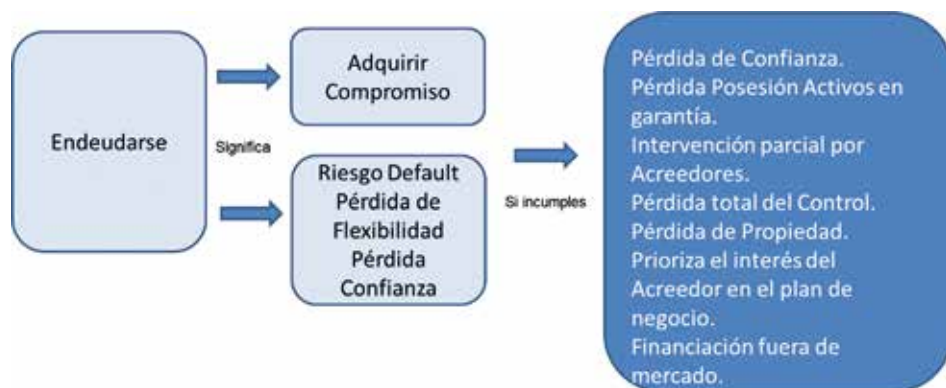 Endeudarse
Significa
Adquirir
Compromiso
Riesgo Default
Pérdida de
Flexibilidad
Pérdida
Confianza
Si incumples
Pérdida de Confianza.
Pérdida Posesión Activos en
garantía.
Intervención parcial por
Acreedores.
Pérdida total del Control.
Pérdida de Propiedad.
Prioriza el interés del
Acreedor en el plan de
negocio.
Financiación fuera de
mercado.